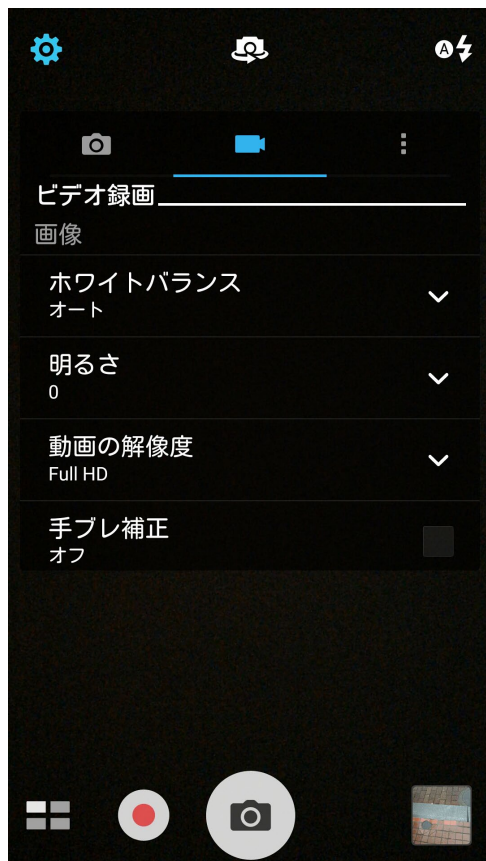 A
ビデオ録画
画像
ホワイトバランス
オート
明るさ
0
動画の解像度
Full HD
手ブレ補正
オフ